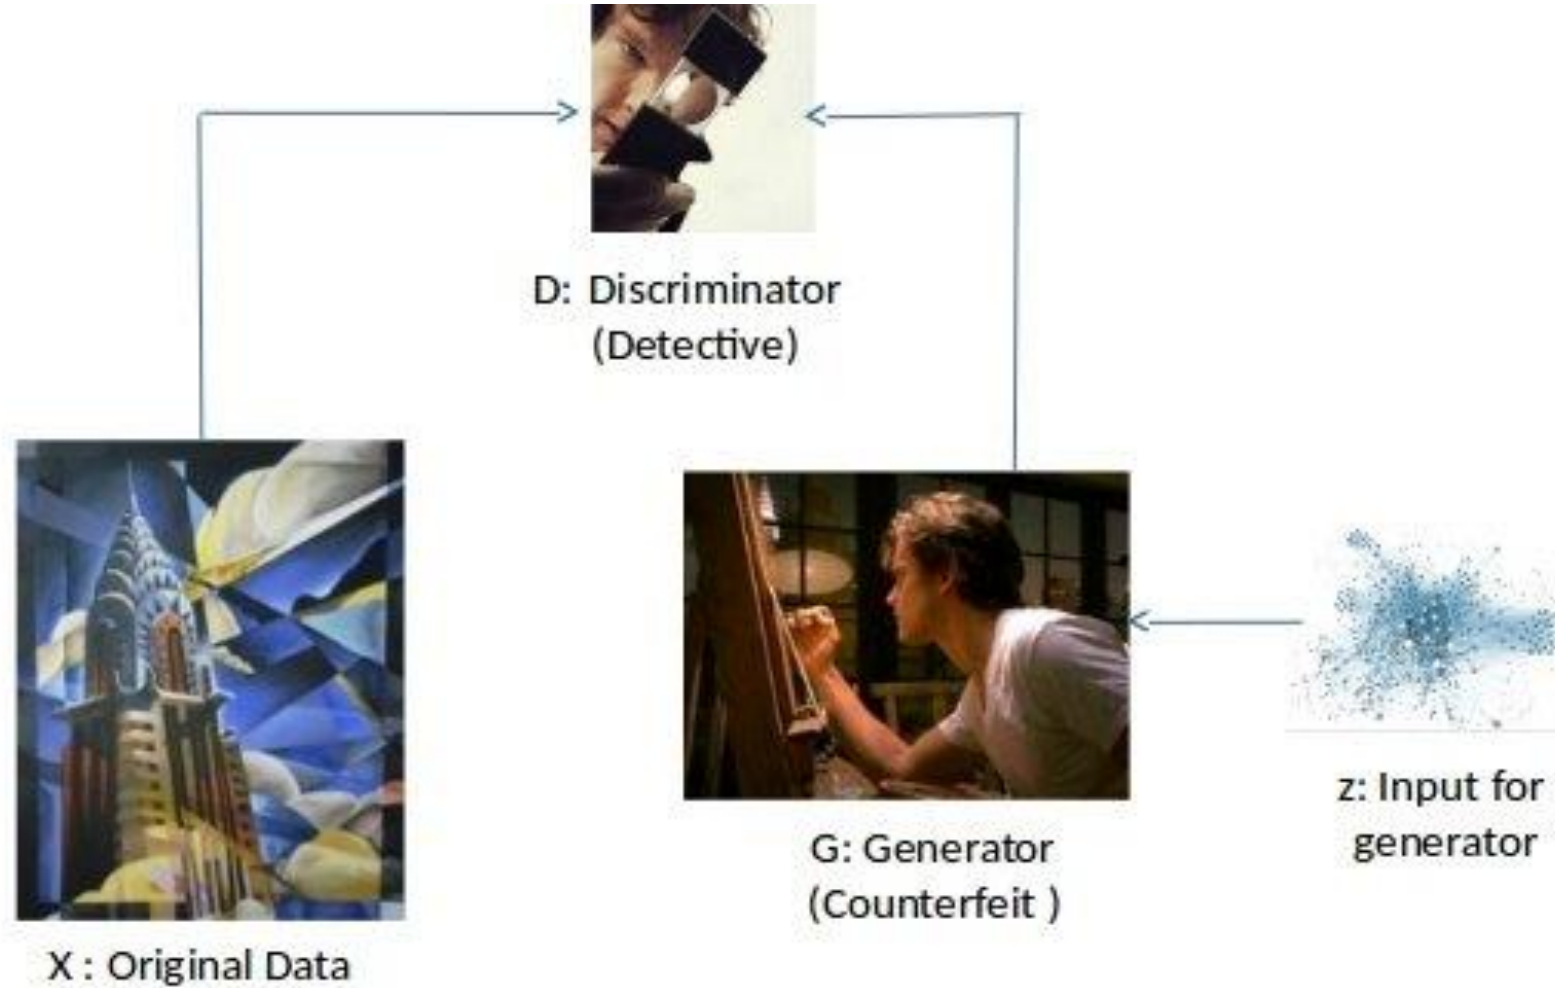 D: Discriminator
(Detective)
z: Input for
generator
G: Generator
(Counterfeit )
X : Original Data